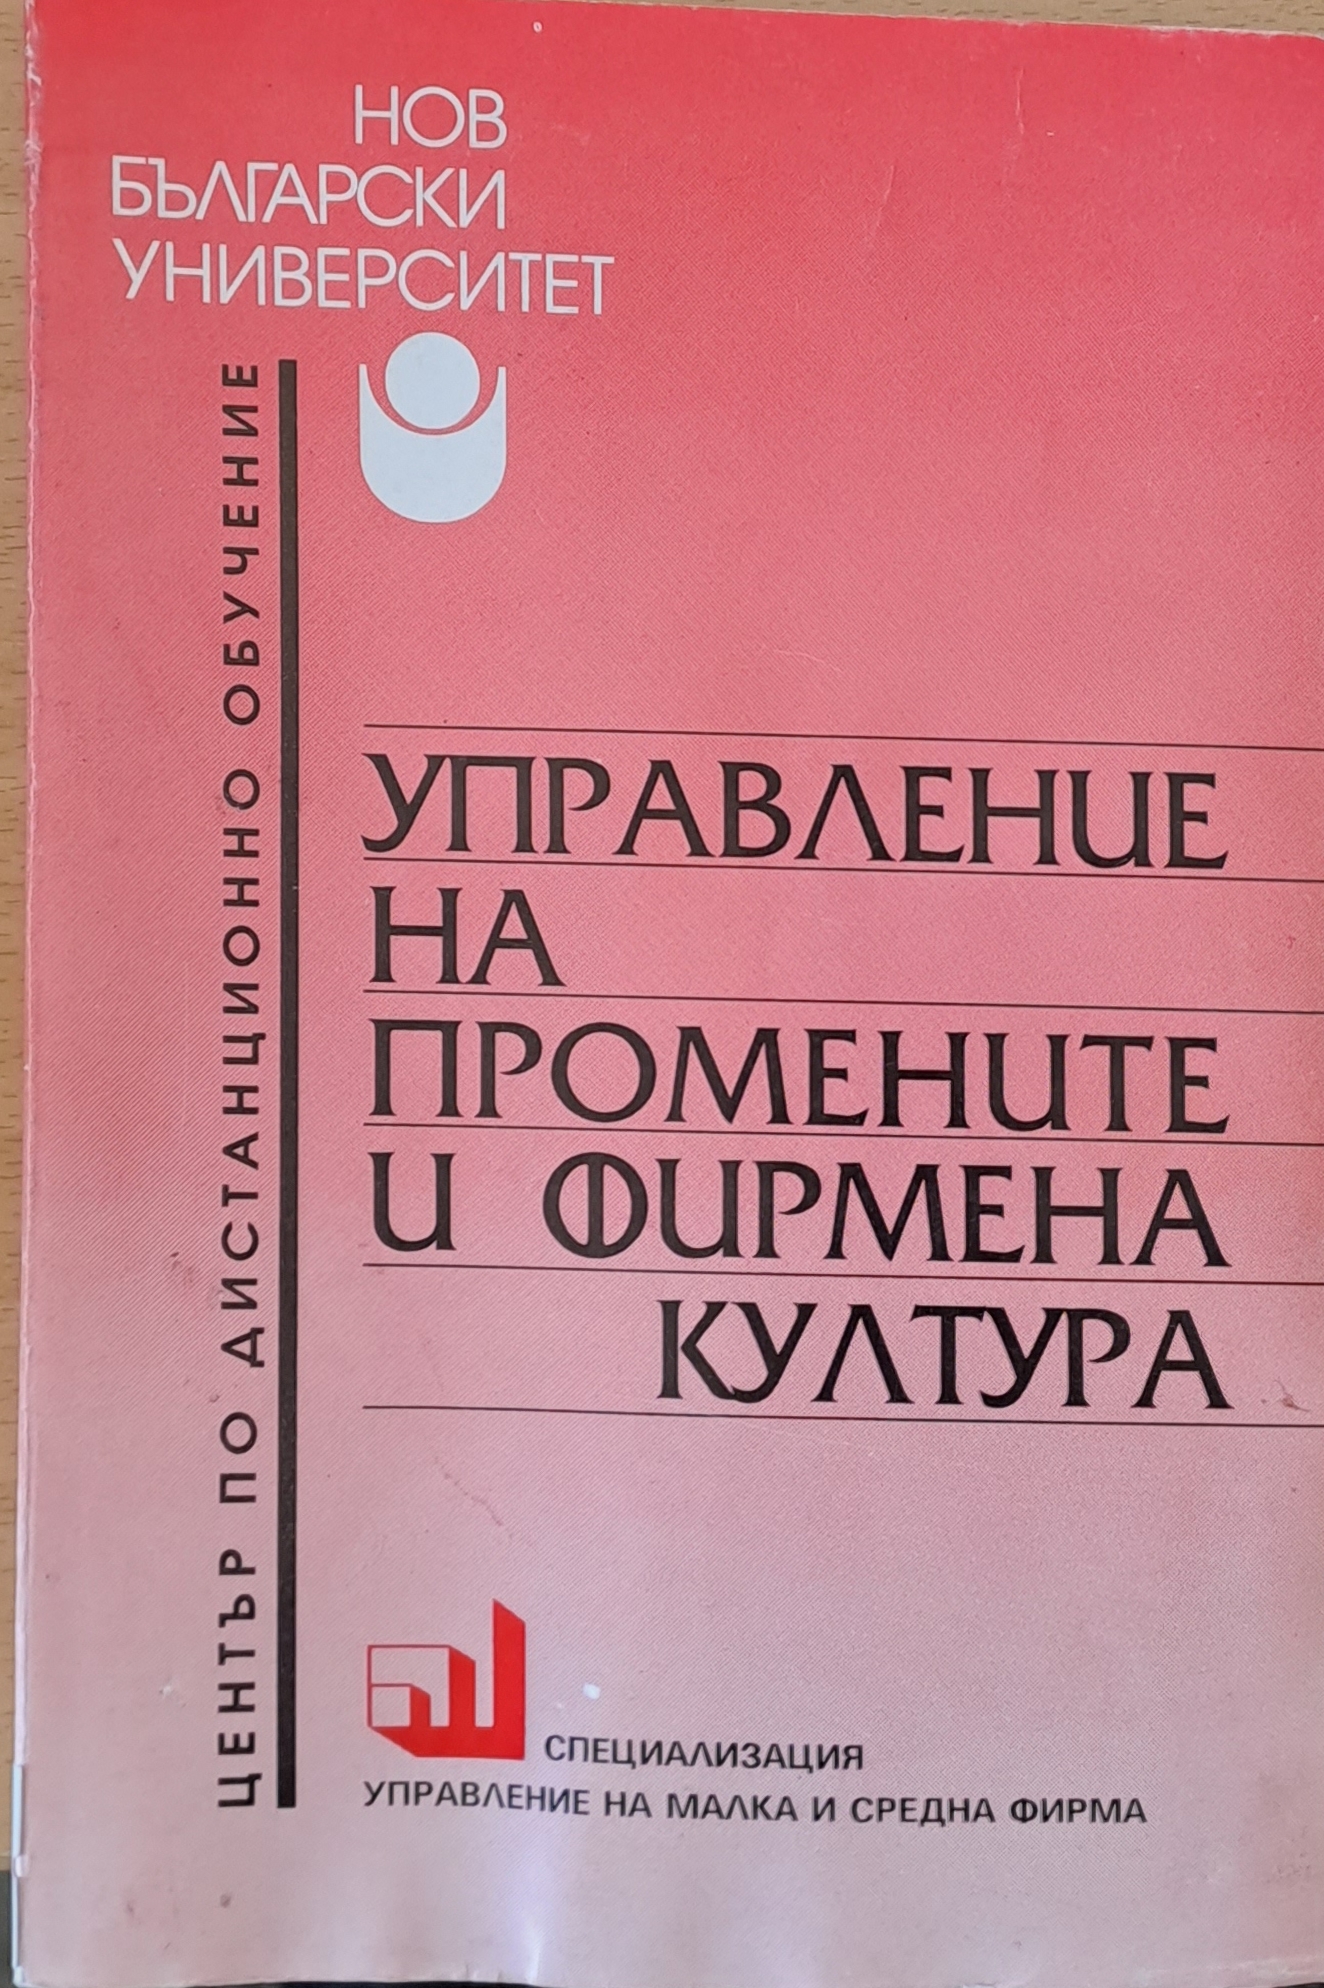 НОВ
БЪЛГАРСКИ
УНИВЕРСИТЕТ
ЦЕНТЪР ПО ДИСТАНЦИОННО ОБУЧЕНИЕ
УПРАВЛЕНИЕ
НА
ПРОМЕНИТЕ
И ФИРМЕНА
КУЛТУРА
СПЕЦИАЛИЗАЦИЯ
УПРАВЛЕНИЕ НА МАЛКА И СРЕДНА ФИРМА